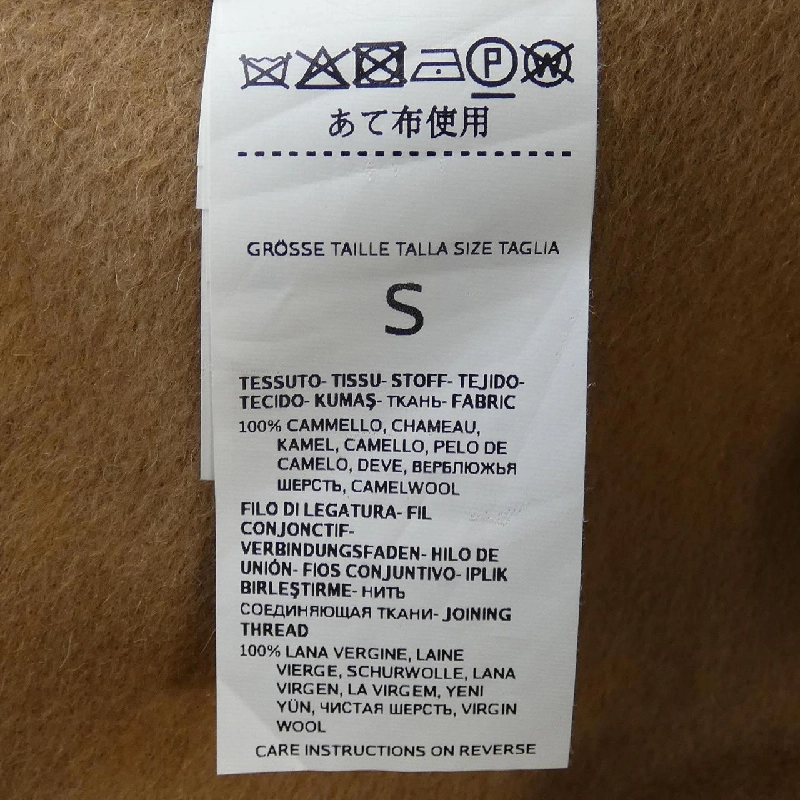 P W
あて布使用
GRÖSSE TAILLE TALLA SIZE TAGLIA
S
TESSUTO- TISSU- STOFF- TEJIDO-
TECIDO- KUMAŞ- ТКАНЬ- FABRIC
100% CAMMELLO, CHAMEAU,
KAMEL, CAMELLO, PELO DE
CAMELO, DEVE, ВЕРБЛЮЖЬЯ
ШЕРСТЬ, CAMELWOOL
FILO DI LEGATURA- FIL
CONJONCTIF-
VERBINDUNGSFADEN- HILO DE
UNIÓN- FIOS CONJUNTIVO- IPLIK
BIRLEŞTIRME- НИТЬ
СОЕДИНЯЮЩАЯ ТКАНИ- JOINING
THREAD
100% LANA VERGINE, LAINE
VIERGE, SCHURWOLLE, LANA
VIRGEN, LA VIRGEM, YENI
YÜN, ЧИСТАЯ ШЕРСТЬ, VIRGIN
WOOL
CARE INSTRUCTIONS ON REVERSE